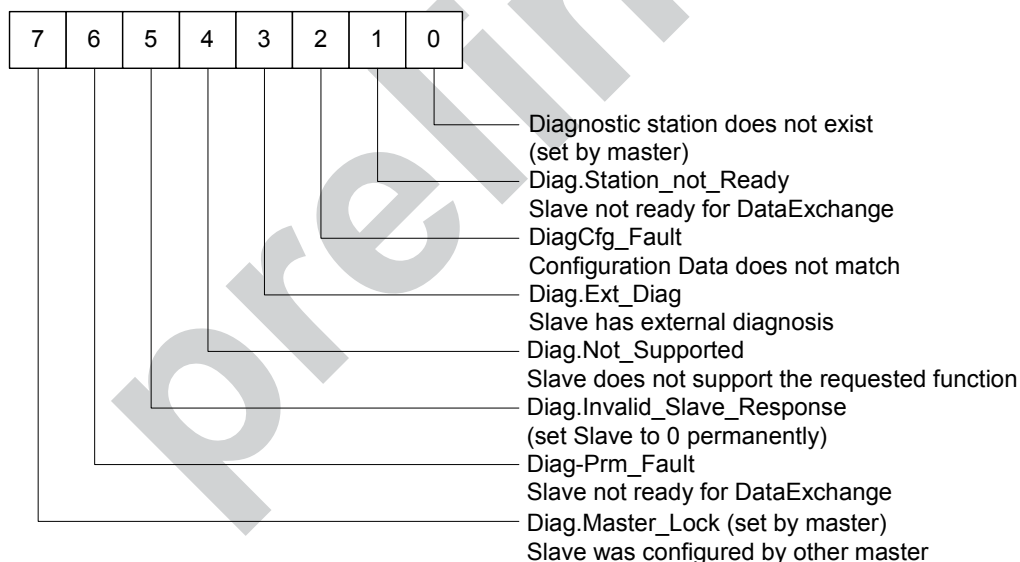 7 6 5 4 3 2 1 0
Diagnostic station does not exist
(set by master)
Diag.Station_not_Ready
Slave not ready for DataExchange
DiagCfg_Fault
Configuration Data does not match
Diag.Ext_Diag
Slave has external diagnosis
Diag.Not_Supported
Slave does not support the requested function
Diag.Invalid_Slave_Response
(set Slave to 0 permanently)
Diag-Prm_Fault
Slave not ready for DataExchange
Diag.Master_Lock (set by master)
Slave was configured by other master
prelin